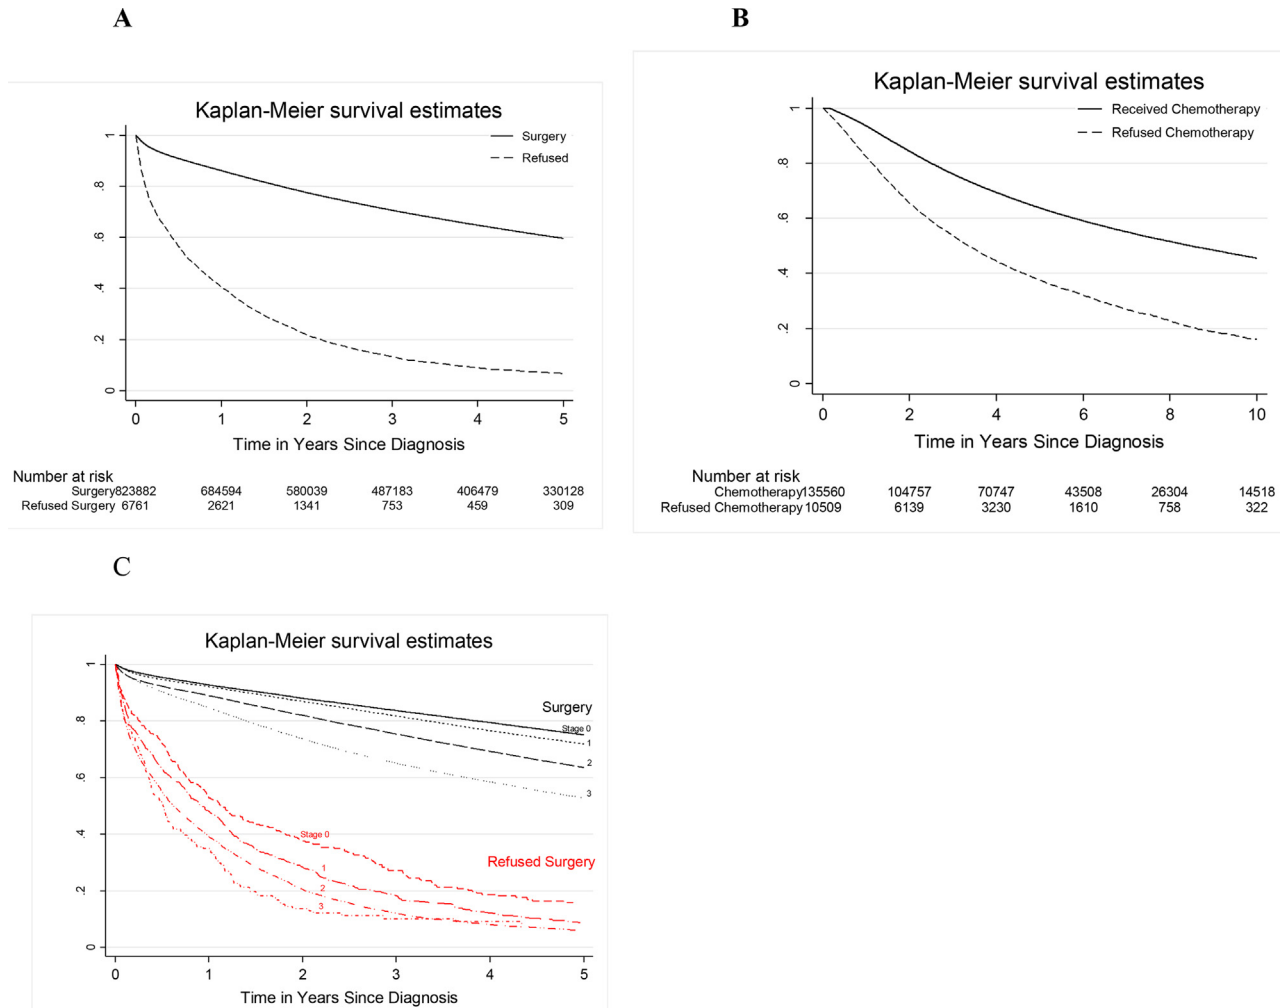 A
Kaplan-Meier survival estimates
Surgery
Refused
1
.8
.6
.4
.2
0
0 1 2 3 4 5
Time in Years Since Diagnosis
Number at risk
Surgery823882 684594 580039 487183 406479 330128
Refused Surgery 6761 2621 1341 753 459 309
B
Kaplan-Meier survival estimates
Received Chemotherapy
Refused Chemotherapy
1
.8
.6
.4
.2
0
0 2 4 6 8 10
Time in Years Since Diagnosis
Number at risk
Chemotherapy135560 104757 70747 43508 26304 14518
Refused Chemotherapy10509 6139 3230 1610 758 322
C
Kaplan-Meier survival estimates
1
.8
.6
.4
.2
0
Surgery
Stage 0
1
2
3
Stage 0
1
2
3
Refused Surgery
0 1 2 3 4 5
Time in Years Since Diagnosis